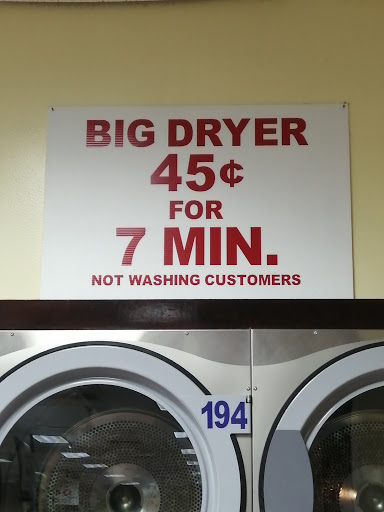 BIG DRYER
45¢
FOR
7 MIN.
NOT WASHING CUSTOMERS
194